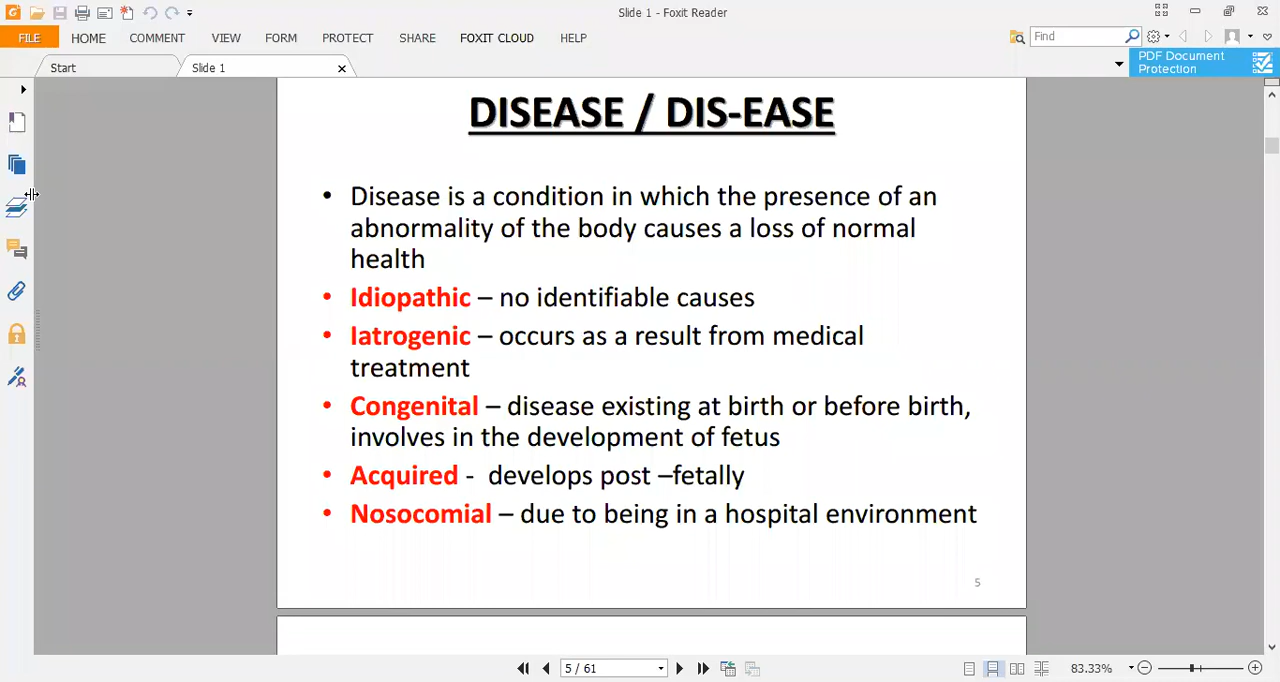 Slide 1 - Foxit Reader
FILE HOME COMMENT VIEW FORM PROTECT SHARE FOXIT CLOUD HELP
Find
Start
Slide 1
PDF Document
Protection
DISEASE / DIS-EASE
• Disease is a condition in which the presence of an
abnormality of the body causes a loss of normal
health
• Idiopathic – no identifiable causes
• Iatrogenic – occurs as a result from medical
treatment
• Congenital – disease existing at birth or before birth,
involves in the development of fetus
• Acquired - develops post –fetally
• Nosocomial – due to being in a hospital environment
5
5 / 61
83.33%